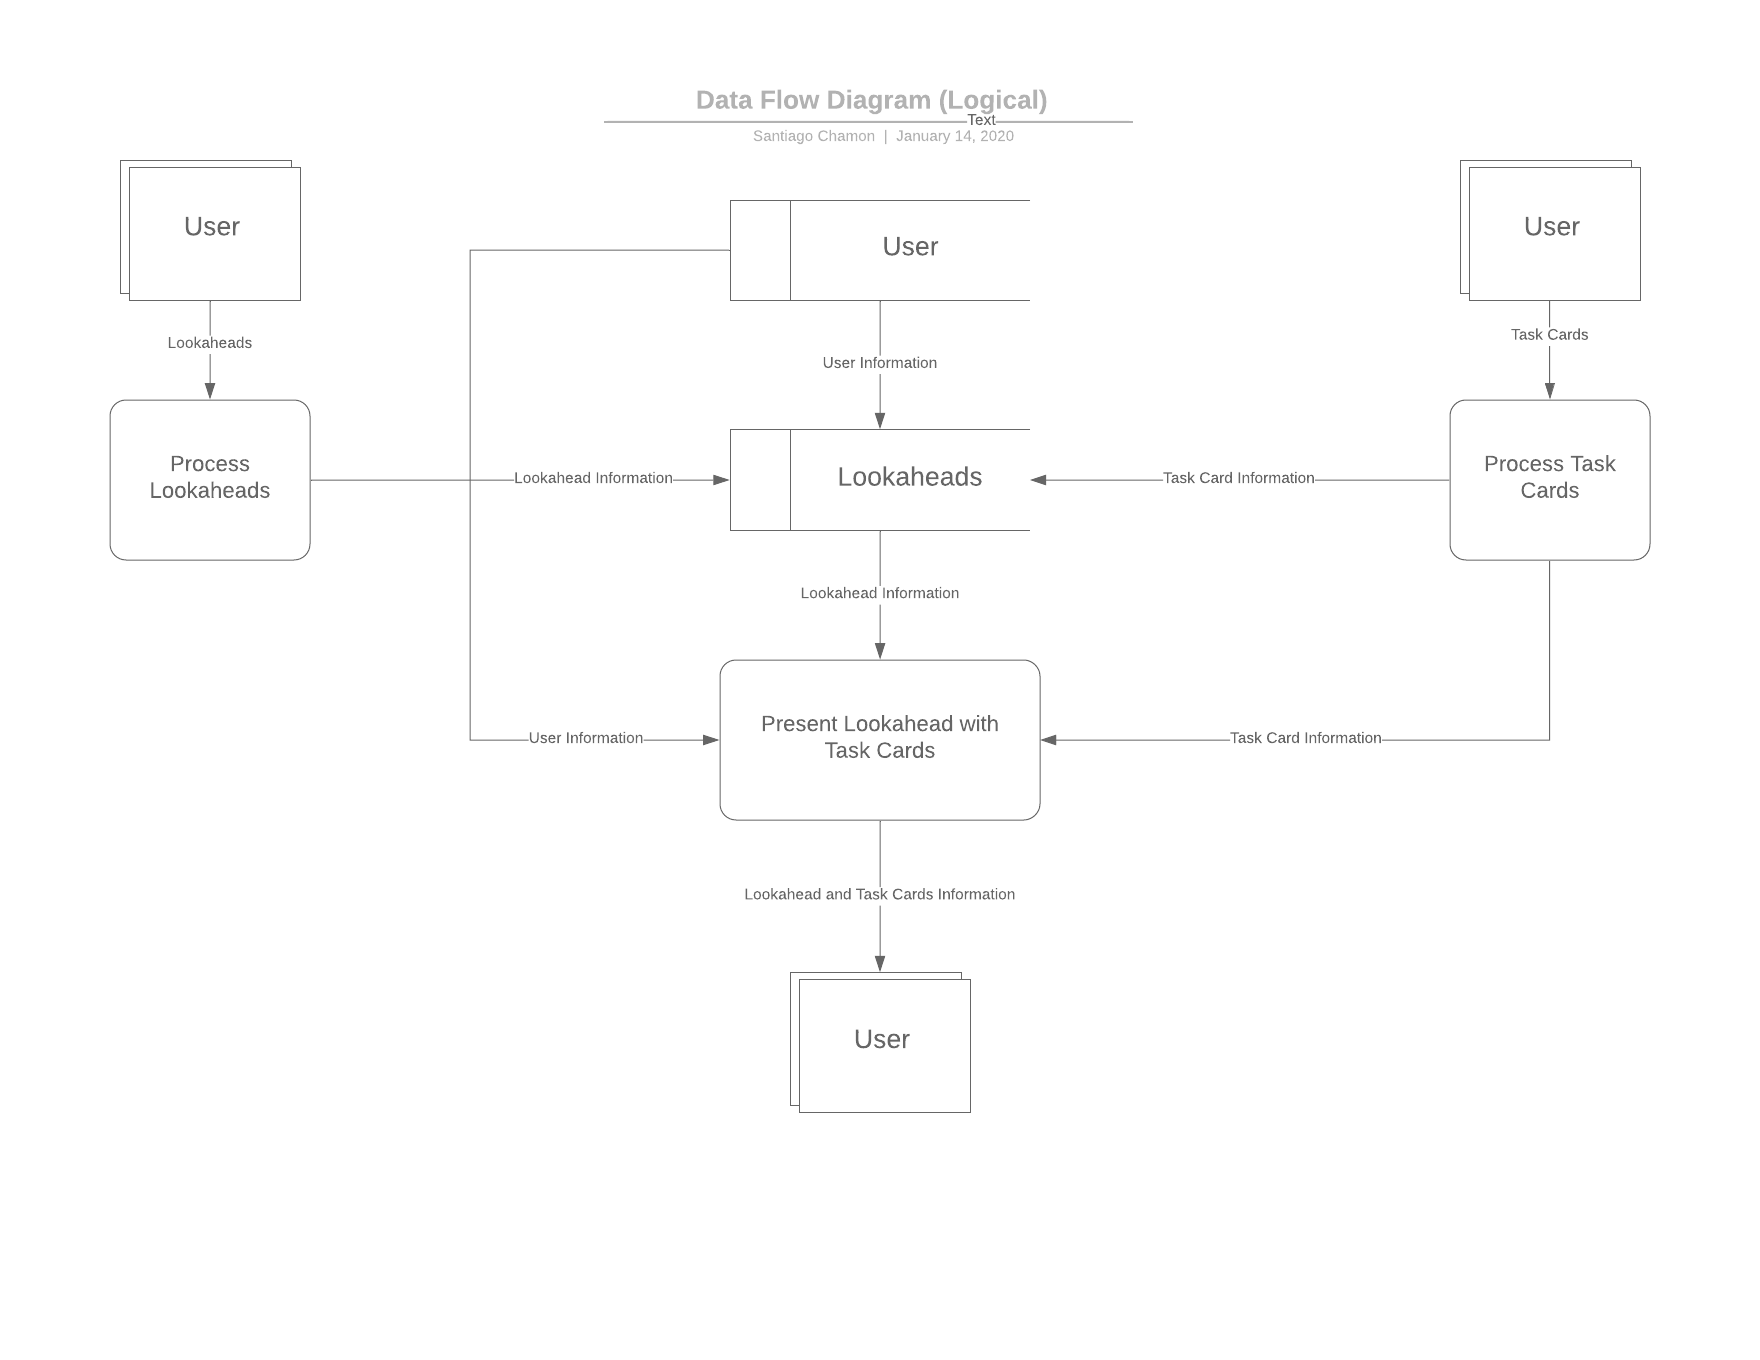 Data Flow Diagram (Logical)
Text
Santiago Chamon | January 14, 2020
User
User
User
Lookaheads
User Information
Task Cards
Process
Lookaheads
Lookahead Information
Lookaheads
Task Card Information
Process Task
Cards
Lookahead Information
User Information
Present Lookahead with
Task Cards
Task Card Information
Lookahead and Task Cards Information
User